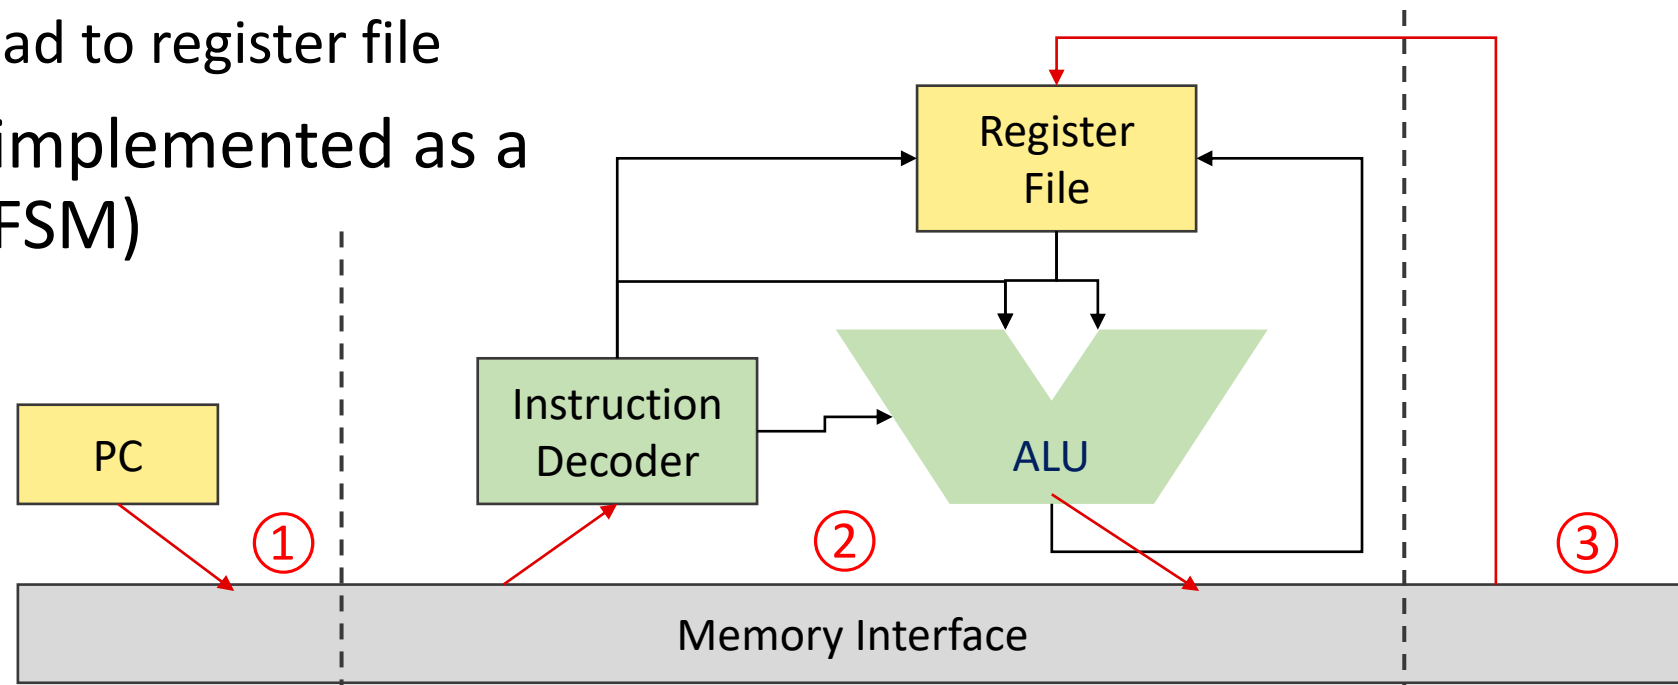 ad to register file
implemented as a
FSM)
Register
File
Instruction
Decoder
PC
ALU
1
2
3
Memory Interface